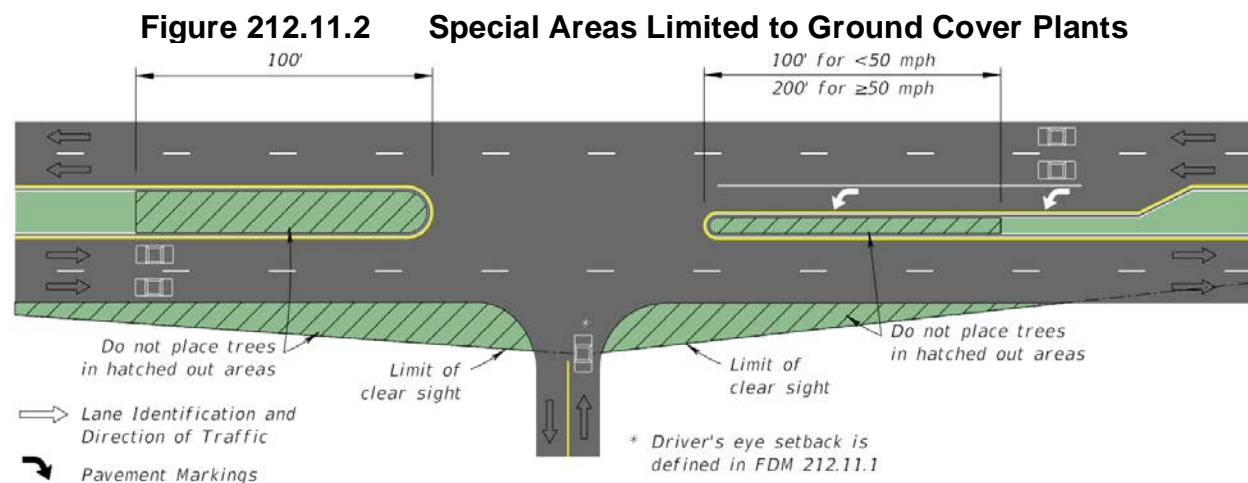 Figure 212.11.2 Special Areas Limited to Ground Cover Plants
100'
100' for <50 mph
200' for ≥50 mph
*
Do not place trees
in hatched out areas
Limit of
clear sight
Limit of
clear sight
Do not place trees
in hatched out areas
Lane Identification and
Direction of Traffic
Pavement Markings
* Driver's eye setback is
defined in FDM 212.11.1